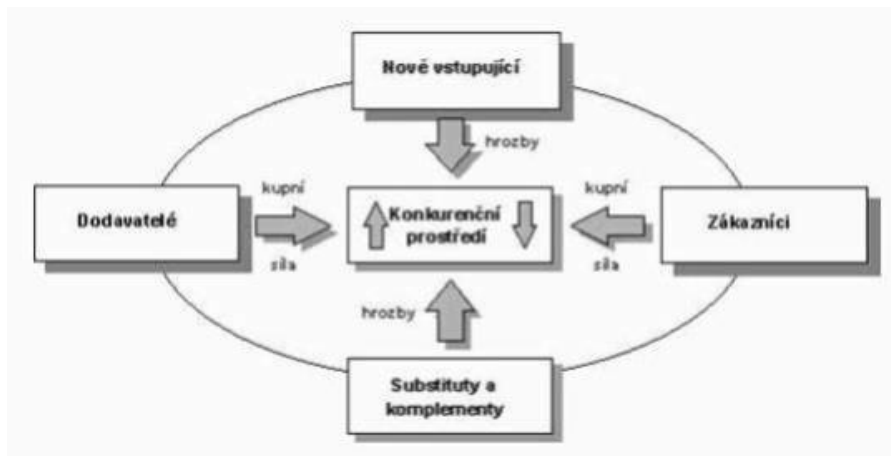 Nové vstupující
hrozby
kupní
kupní
Dodavatelé
Konkurenční
prostředí
Zákazníci
síla
síla
hrozby
Substituty a
komplementy